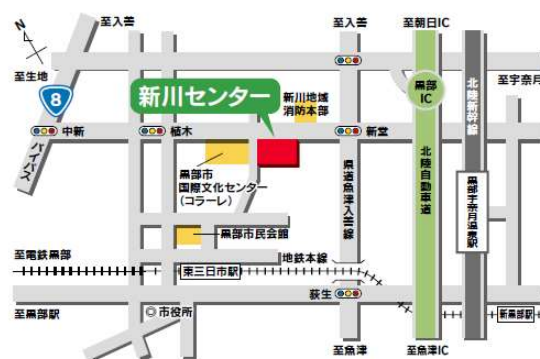 N
至入善
至入善
至朝日IC
至生地
8
黒部
IC
北陸新幹線
至宇奈月
新川センター
新川地域
消防本部
中新
植木
新堂
バイパス
黒部市
国際文化センター
(コラーレ)
県道魚津入善線
北陸自動車道
黒部宇奈月温泉駅
黒部市民会館
至電鉄黒部
地鉄本線
東三日市駅
荻生
至黒部駅
◎市役所
新黒部駅
至魚津
至魚津IC